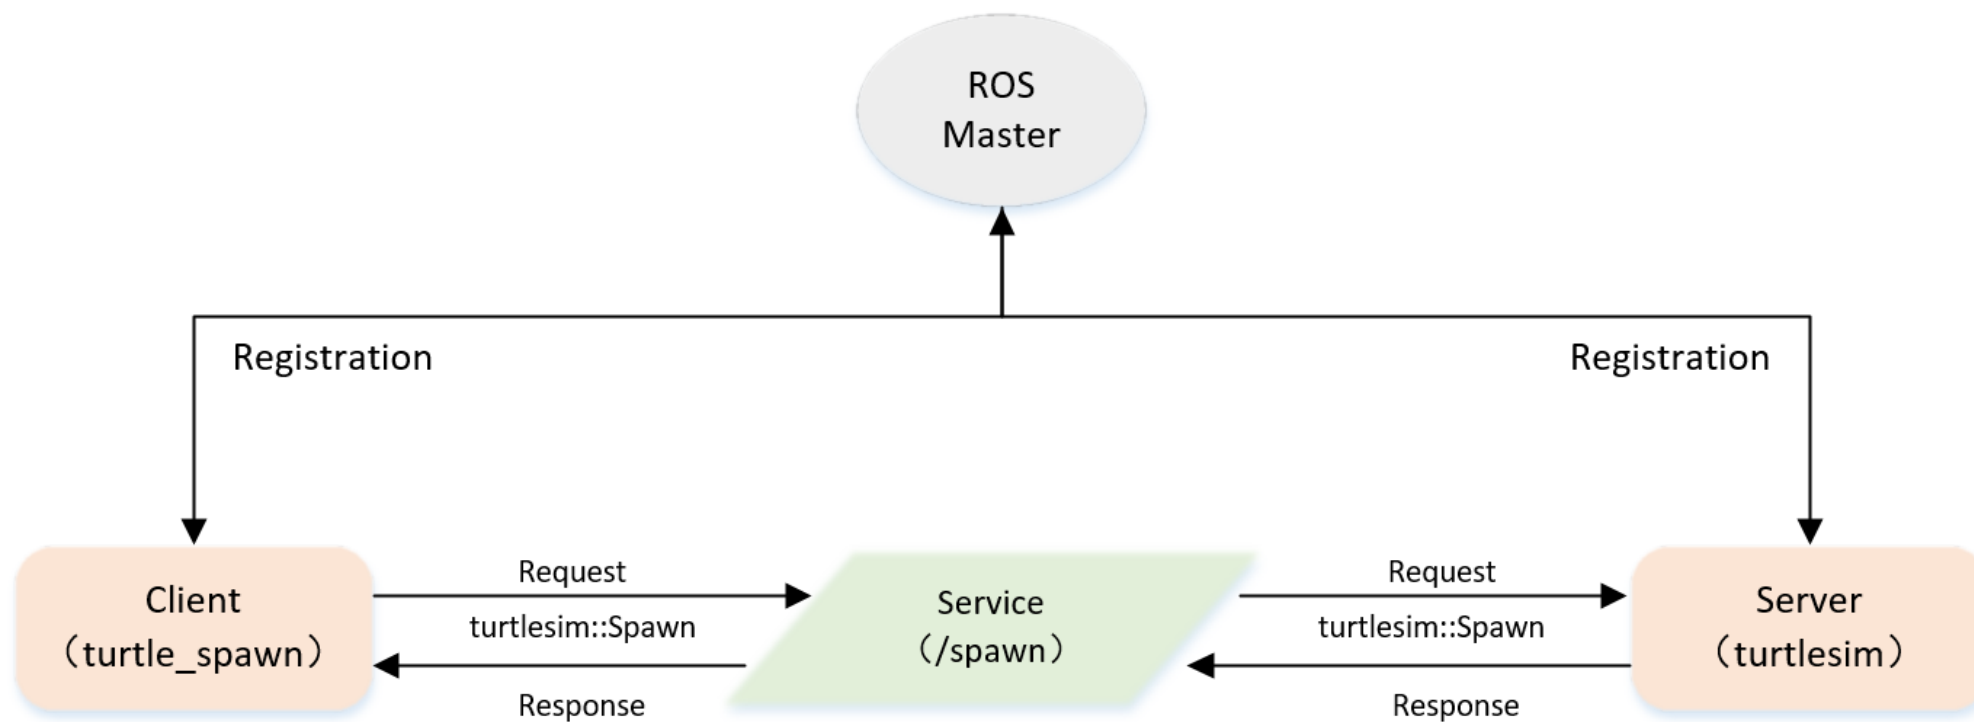 ROS
Master
Registration
Registration
Client
（turtle_spawn）
Request
turtlesim::Spawn
Response
Service
（/spawn）
Request
turtlesim::Spawn
Response
Server
（turtlesim）